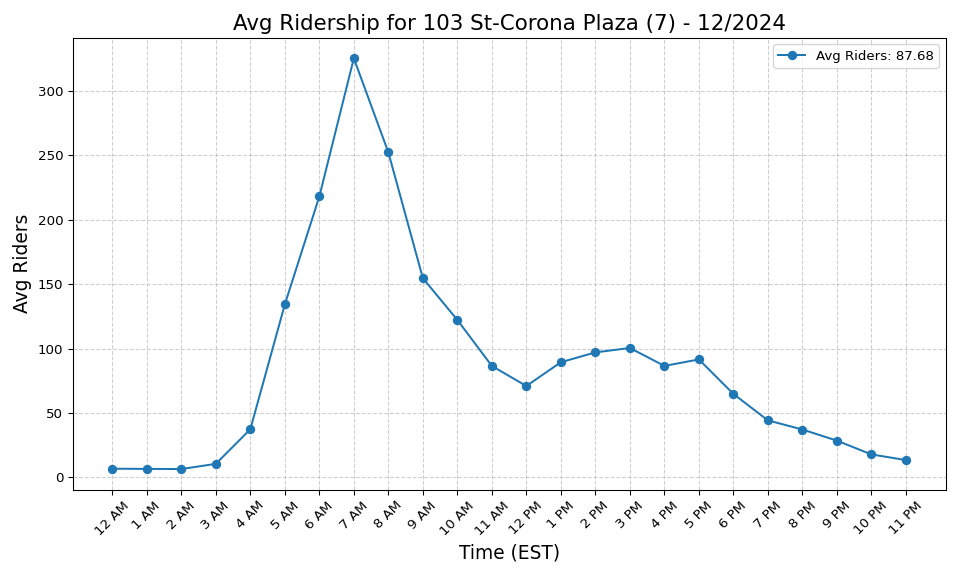 Avg Ridership for 103 St-Corona Plaza (7) - 12/2024
Avg Riders: 87.68
Avg Riders
300
250
200
150
100
50
0
12 AM
1 AM
2 AM
3 AM
4 AM
5 AM
6 AM
7 AM
8 AM
9 AM
10 AM
11 AM
12 PM
1 PM
2 PM
3 PM
4 PM
5 PM
6 PM
7 PM
8 PM
9 PM
10 PM
11 PM
Time (EST)